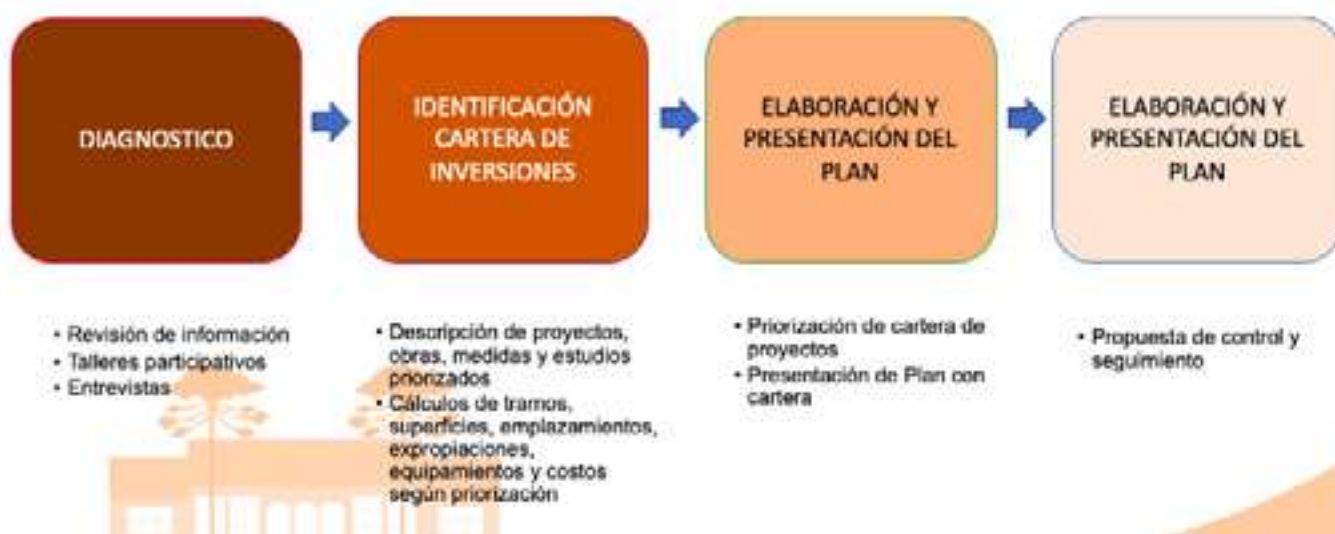 DIAGNOSTICO
IDENTIFICACIÓN
CARTERA DE
INVERSIONES
ELABORACIÓN Y
PRESENTACIÓN DEL
PLAN
ELABORACIÓN Y
PRESENTACIÓN DEL
PLAN
• Revisión de información
• Talleres participativos
• Entrevistas
• Descripción de proyectos,
obras, medidas y estudios
priorizados
• Cálculos de tramos,
superficies, emplazamientos,
expropiaciones,
equipamientos y costos
según priorización
• Priorización de cartera de
proyectos
• Presentación de Plan con
cartera
• Propuesta de control y
seguimiento